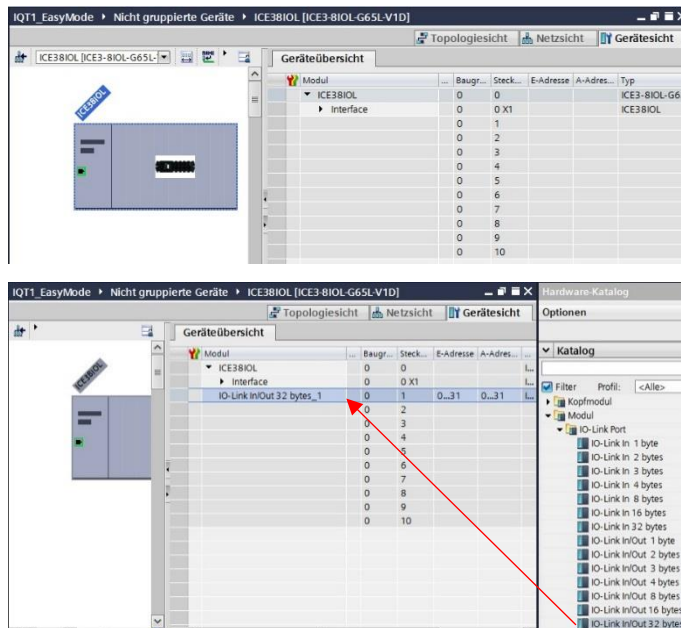 IQT1_EasyMode ▸ Nicht gruppierte Geräte ▸ ICE38IOL [ICE3-8IOL-G65L-V1D]
Topologiesicht Netzsicht Gerätesicht
ICE38IOL [ICE3-8IOL-G65L-
Geräteübersicht
Modul ... Baugr... Steck... E-Adresse A-Adres... Typ
ICE38IOL 0 0 ICE3-8IOL-G6
Interface 0 0 X1 ICE38IOL
0 1
0 2
0 3
0 4
0 5
0 6
0 7
0 8
0 9
0 10
ICE38IOL
IQT1_EasyMode ▸ Nicht gruppierte Geräte ▸ ICE38IOL [ICE3-8IOL-G65L-V1D]
Topologiesicht Netzsicht Gerätesicht
Geräteübersicht
Modul ... Baugr... Steck... E-Adresse A-Adres... ...
ICE38IOL 0 0 I...
Interface 0 0 X1 I...
IO-Link In/Out 32 bytes_1 0 1 0...31 0...31 I...
0 2
0 3
0 4
0 5
0 6
0 7
0 8
0 9
0 10
ICE38IOL
Hardware-Katalog
Optionen
Katalog
Filter Profil: <Alle>
Kopfmodul
Modul
IO-Link Port
IO-Link In 1 byte
IO-Link In 2 bytes
IO-Link In 3 bytes
IO-Link In 4 bytes
IO-Link In 8 bytes
IO-Link In 16 bytes
IO-Link In 32 bytes
IO-Link In/Out 1 byte
IO-Link In/Out 2 bytes
IO-Link In/Out 3 bytes
IO-Link In/Out 4 bytes
IO-Link In/Out 8 bytes
IO-Link In/Out 16 bytes
IO-Link In/Out 32 bytes